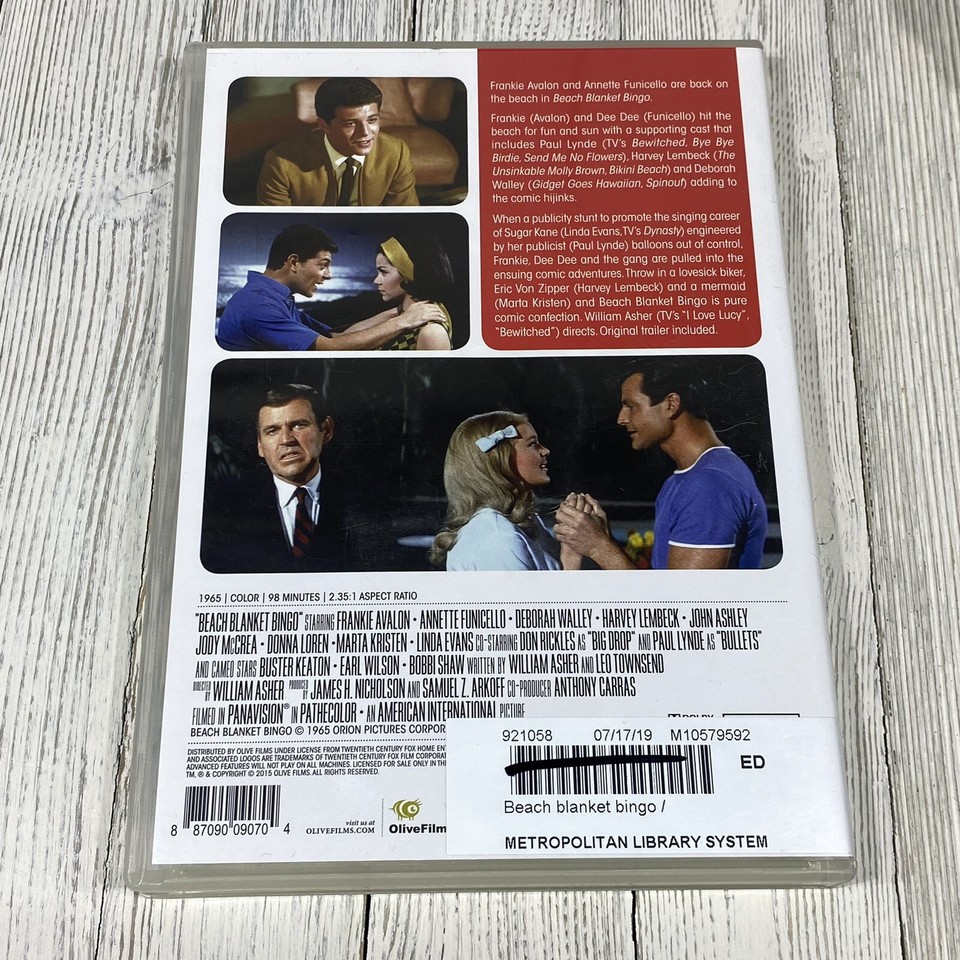 Frankie Avalon and Annette Funicello are back on
the beach in Beach Blanket Bingo.
Frankie (Avalon) and Dee Dee (Funicello) hit the
beach for fun and sun with a supporting cast that
includes Paul Lynde (TV's Bewitched, Bye Bye
Birdie, Send Me No Flowers), Harvey Lembeck (The
Unsinkable Molly Brown, Bikini Beach) and Deborah
Walley (Gidget Goes Hawaiian, Spinout) adding to
the comic hijinks.
When a publicity stunt to promote the singing career
of Sugar Kane (Linda Evans,TV's Dynasty) engineered
by her publicist (Paul Lynde) balloons out of control,
Frankie, Dee Dee and the gang are pulled into the
ensuing comic adventures. Throw in a lovesick biker,
Eric Von Zipper (Harvey Lembeck) and a mermaid
(Marta Kristen) and Beach Blanket Bingo is pure
comic confection. William Asher (TV's "I Love Lucy",
"Bewitched") directs. Original trailer included.
1965 | COLOR | 98 MINUTES | 2.35:1 ASPECT RATIO
"BEACH BLANKET BINGO" STARRING FRANKIE AVALON • ANNETTE FUNICELLO • DEBORAH WALLEY • HARVEY LEMBECK • JOHN ASHLEY
JODY McCREA • DONNA LOREN • MARTA KRISTEN • LINDA EVANS CO-STARRING DON RICKLES AS "BIG DROP" AND PAUL LYNDE AS "BULLETS"
AND CAMEO STARS BUSTER KEATON • EARL WILSON • BOBBI SHAW WRITTEN BY WILLIAM ASHER AND LEO TOWNSEND
DIRECTED BY WILLIAM ASHER PRODUCED BY JAMES H. NICHOLSON AND SAMUEL Z. ARKOFF CO-PRODUCER ANTHONY CARRAS
FILMED IN PANAVISION® IN PATHECOLOR • AN AMERICAN INTERNATIONAL PICTURE
BEACH BLANKET BINGO © 1965 ORION PICTURES CORPOR
DISTRIBUTED BY OLIVE FILMS UNDER LICENSE FROM TWENTIETH CENTURY FOX HOME ENT
AND ASSOCIATED LOGOS ARE TRADEMARKS OF TWENTIETH CENTURY FOX FILM CORPORAT
ADVANCED FEATURES WILL NOT PLAY ON ALL MACHINES. LICENSED FOR SALE ONLY IN THE
TM, ® & COPYRIGHT © 2015 OLIVE FILMS. ALL RIGHTS RESERVED.
8 87090 09070 4
visit us at
OLIVEFILMS.COM
OliveFilm
921058 07/17/19 M10579592
ED
Beach blanket bingo /
METROPOLITAN LIBRARY SYSTEM